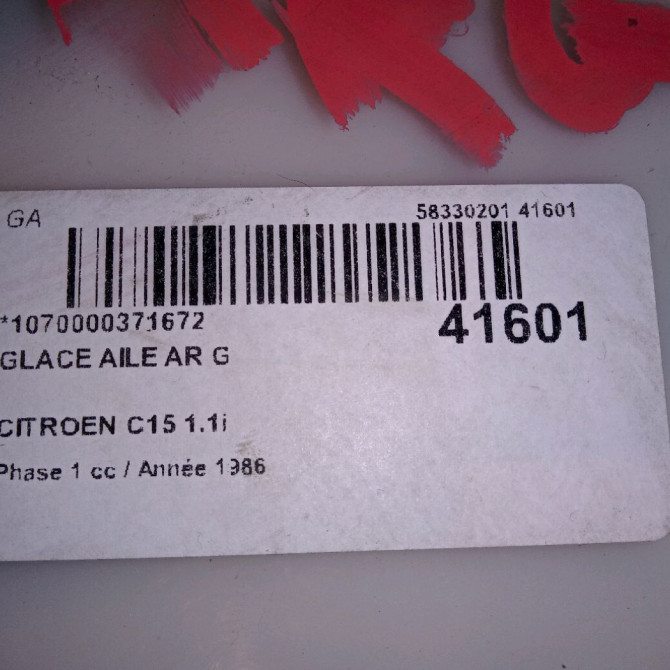 GA
58330201 41601
*1070000371672
41601
GLACE AILE AR G
CITROEN C15 1.1i
Phase 1 cc / Année 1986